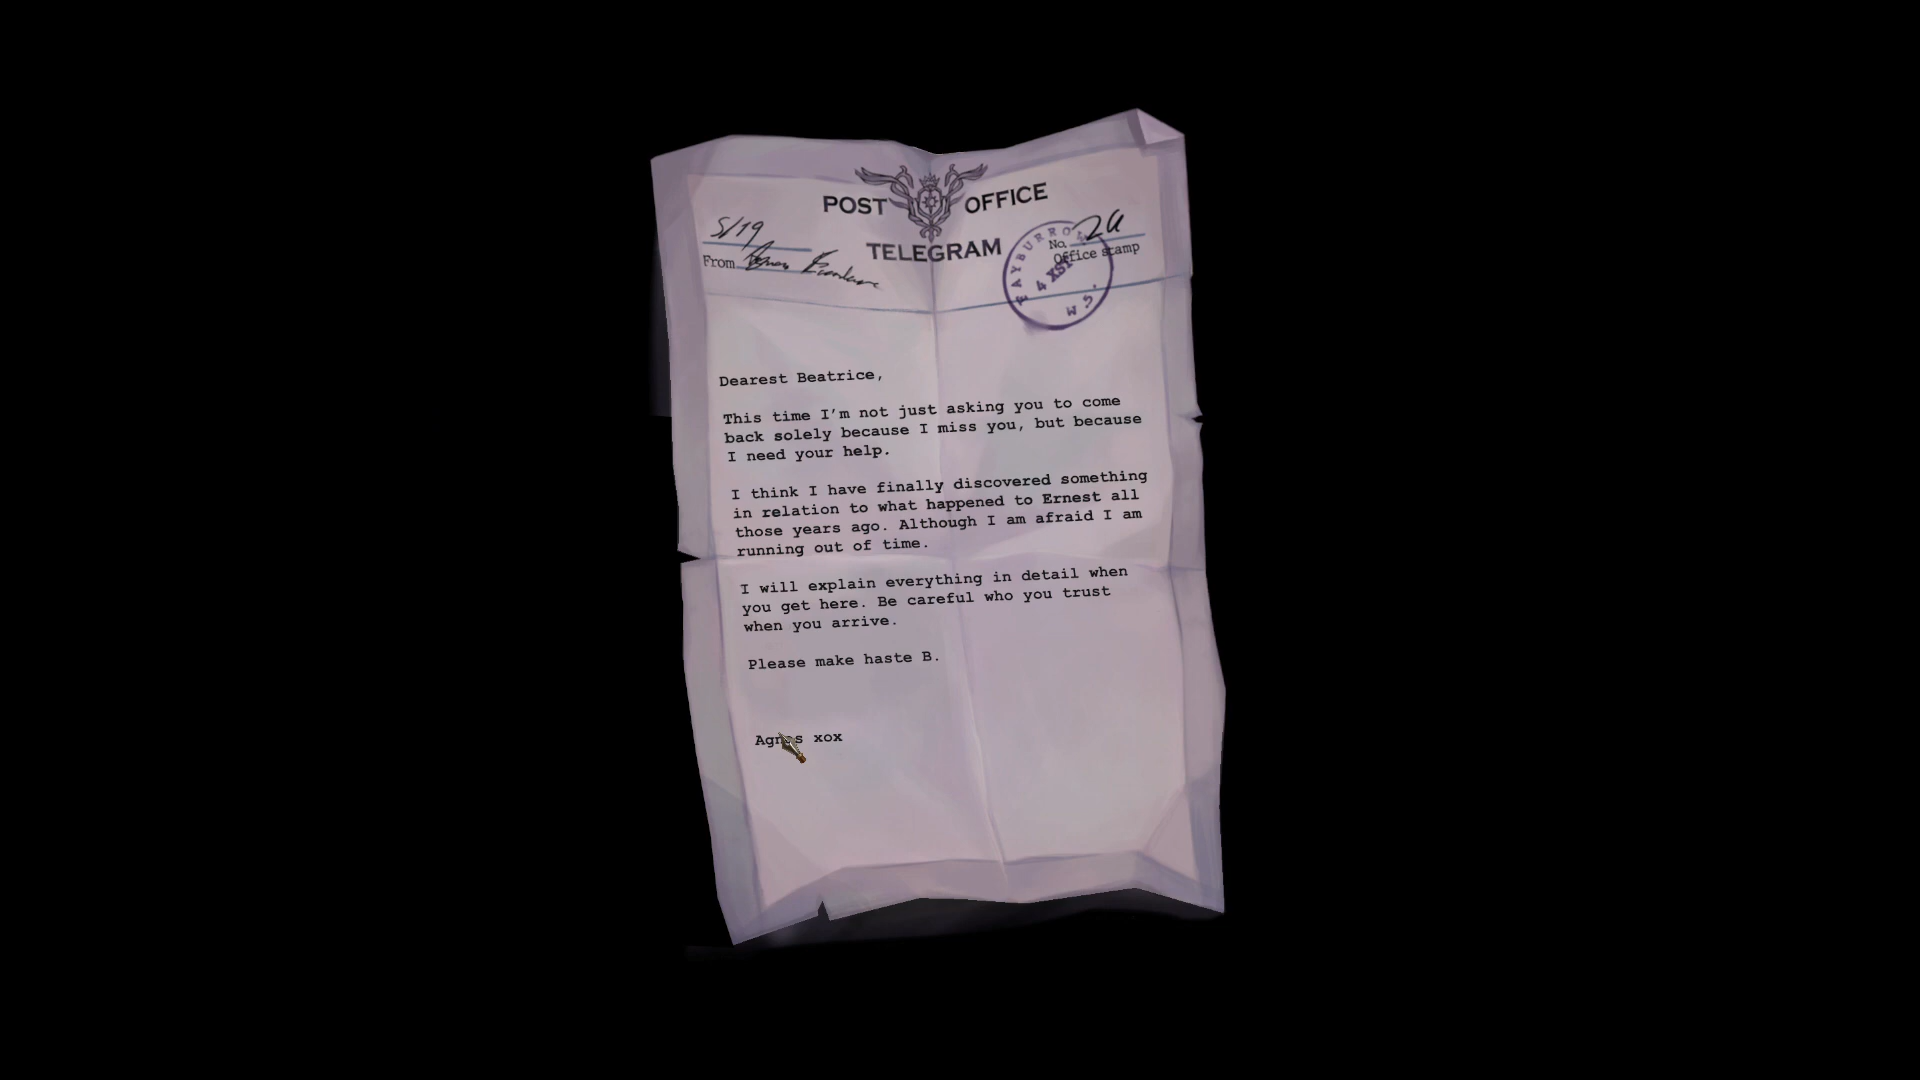 POST OFFICE
TELEGRAM
5/19
From Agnes
No. 26
Office stamp
Dearest Beatrice,
This time I'm not just asking you to come
back solely because I miss you, but because
I need your help.
I think I have finally discovered something
in relation to what happened to Ernest all
those years ago. Although I am afraid I am
running out of time.
I will explain everything in detail when
you get here. Be careful who you trust
when you arrive.
Please make haste B.
Agnes xox